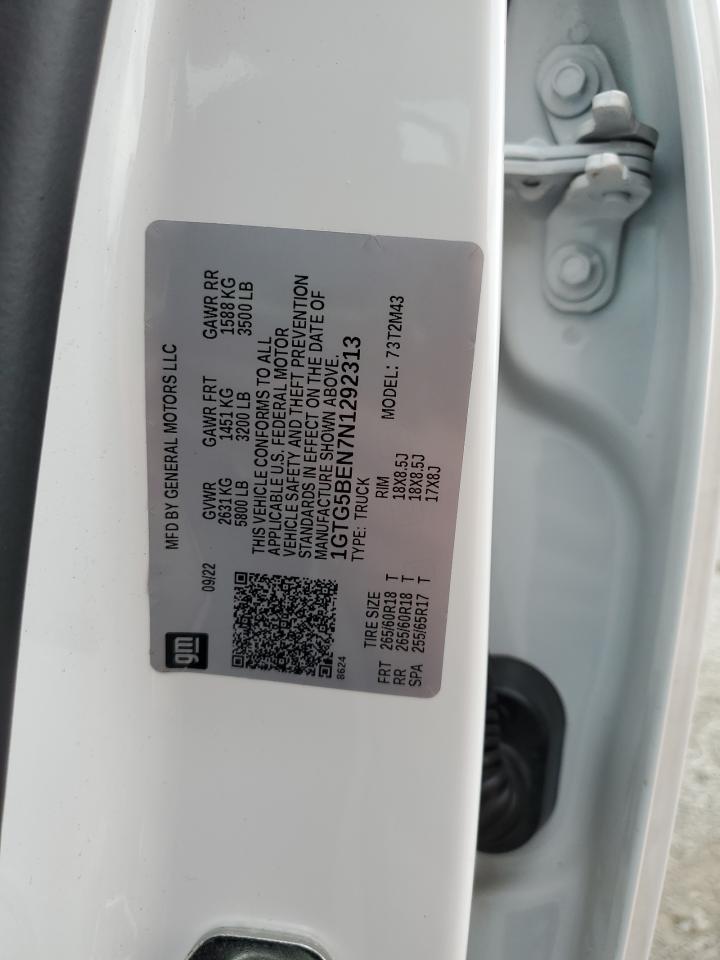 gm
MFD BY GENERAL MOTORS LLC
09/22
GVWR GAWR FRT GAWR RR
2631 KG 1451 KG 1588 KG
5800 LB 3200 LB 3500 LB
THIS VEHICLE CONFORMS TO ALL
APPLICABLE U.S. FEDERAL MOTOR
VEHICLE SAFETY AND THEFT PREVENTION
STANDARDS IN EFFECT ON THE DATE OF
MANUFACTURE SHOWN ABOVE.
1GTG5BEN7N1292313
8624
TYPE: TRUCK MODEL: 73T2M43
TIRE SIZE RIM
FRT 265/60R18 T 18X8.5J
RR 265/60R18 T 18X8.5J
SPA 255/65R17 T 17X8J